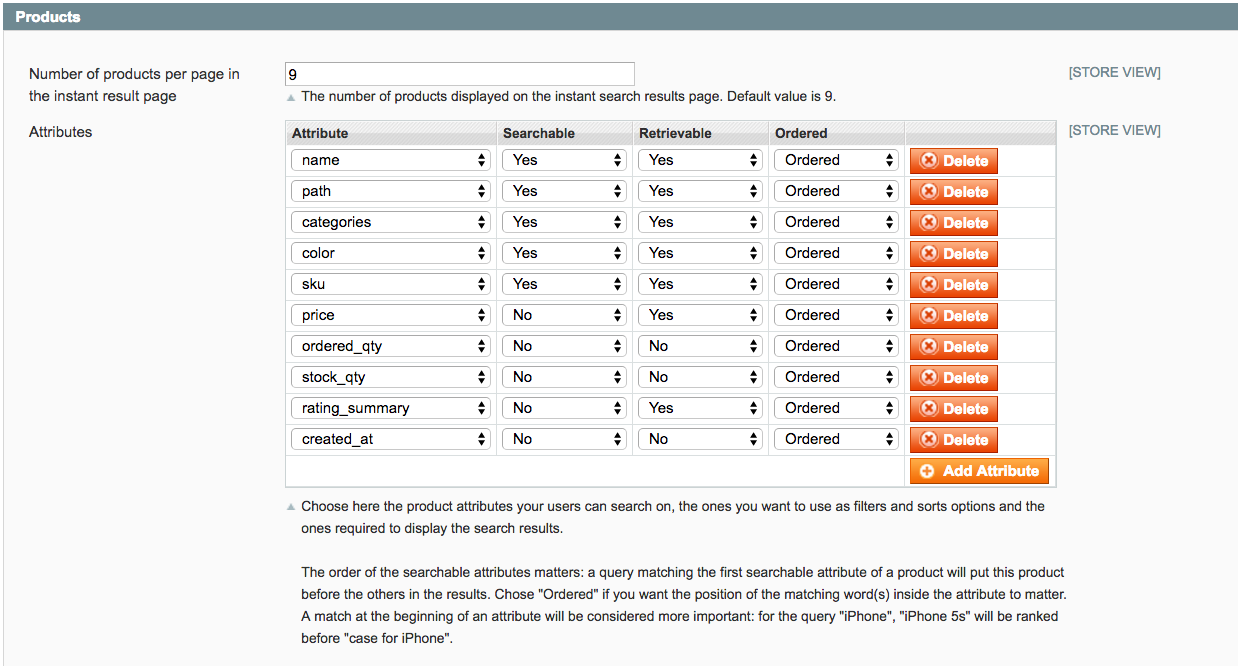 Products
Number of products per page in
the instant result page
9
[STORE VIEW]
The number of products displayed on the instant search results page. Default value is 9.
Attributes
[STORE VIEW]
Attribute Searchable Retrievable Ordered
name Yes Yes Ordered Delete
path Yes Yes Ordered Delete
categories Yes Yes Ordered Delete
color Yes Yes Ordered Delete
sku Yes Yes Ordered Delete
price No Yes Ordered Delete
ordered_qty No No Ordered Delete
stock_qty No No Ordered Delete
rating_summary No Yes Ordered Delete
created_at No No Ordered Delete
Add Attribute
Choose here the product attributes your users can search on, the ones you want to use as filters and sorts options and the
ones required to display the search results.
The order of the searchable attributes matters: a query matching the first searchable attribute of a product will put this product
before the others in the results. Chose "Ordered" if you want the position of the matching word(s) inside the attribute to matter.
A match at the beginning of an attribute will be considered more important: for the query "iPhone", "iPhone 5s" will be ranked
before "case for iPhone".